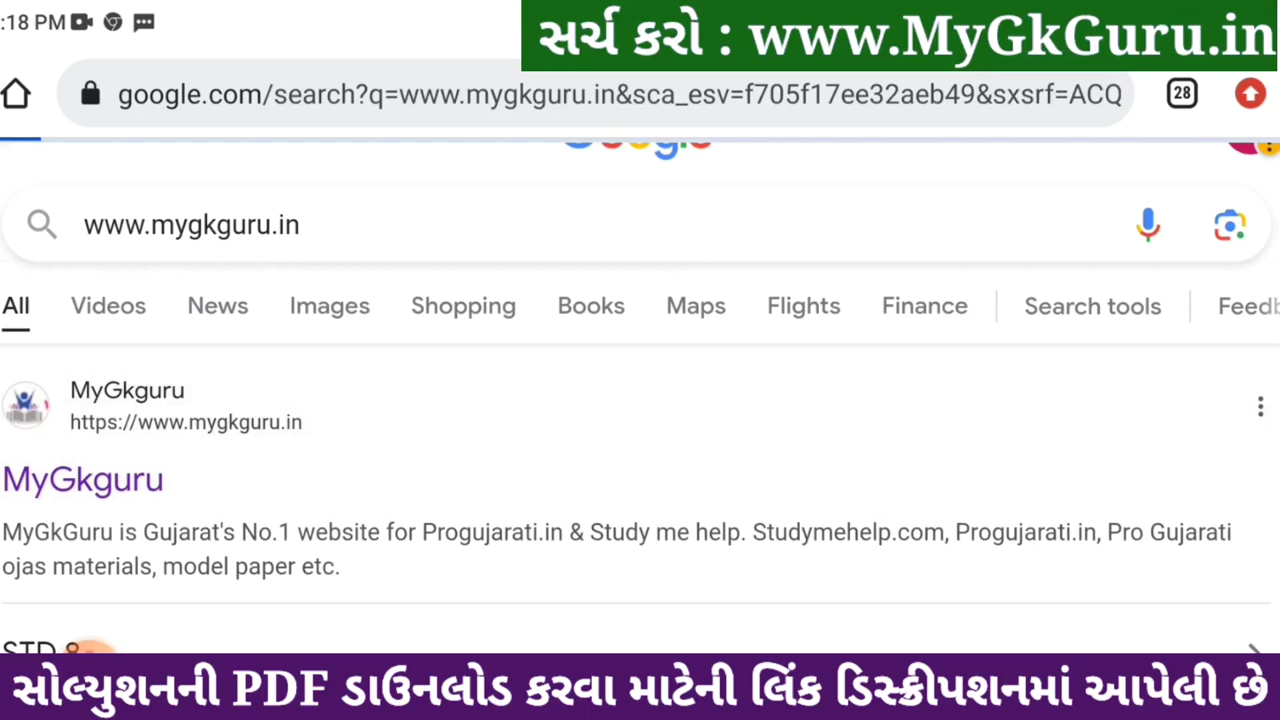 :18 PM
સર્ચ કરો : www.MyGkGuru.in
google.com/search?q=www.mygkguru.in&sca_esv=f705f17ee32aeb49&sxsrf=ACQ
28
www.mygkguru.in
All Videos News Images Shopping Books Maps Flights Finance Search tools Feedb
MyGkguru
https://www.mygkguru.in
MyGkguru
MyGkGuru is Gujarat's No.1 website for Progujarati.in & Study me help. Studymehelp.com, Progujarati.in, Pro Gujarati
ojas materials, model paper etc.
STD 8
સોલ્યુશનની PDF ડાઉનલોડ કરવા માટેની લિંક ડિસ્ક્રીપશનમાં આપેલી છે